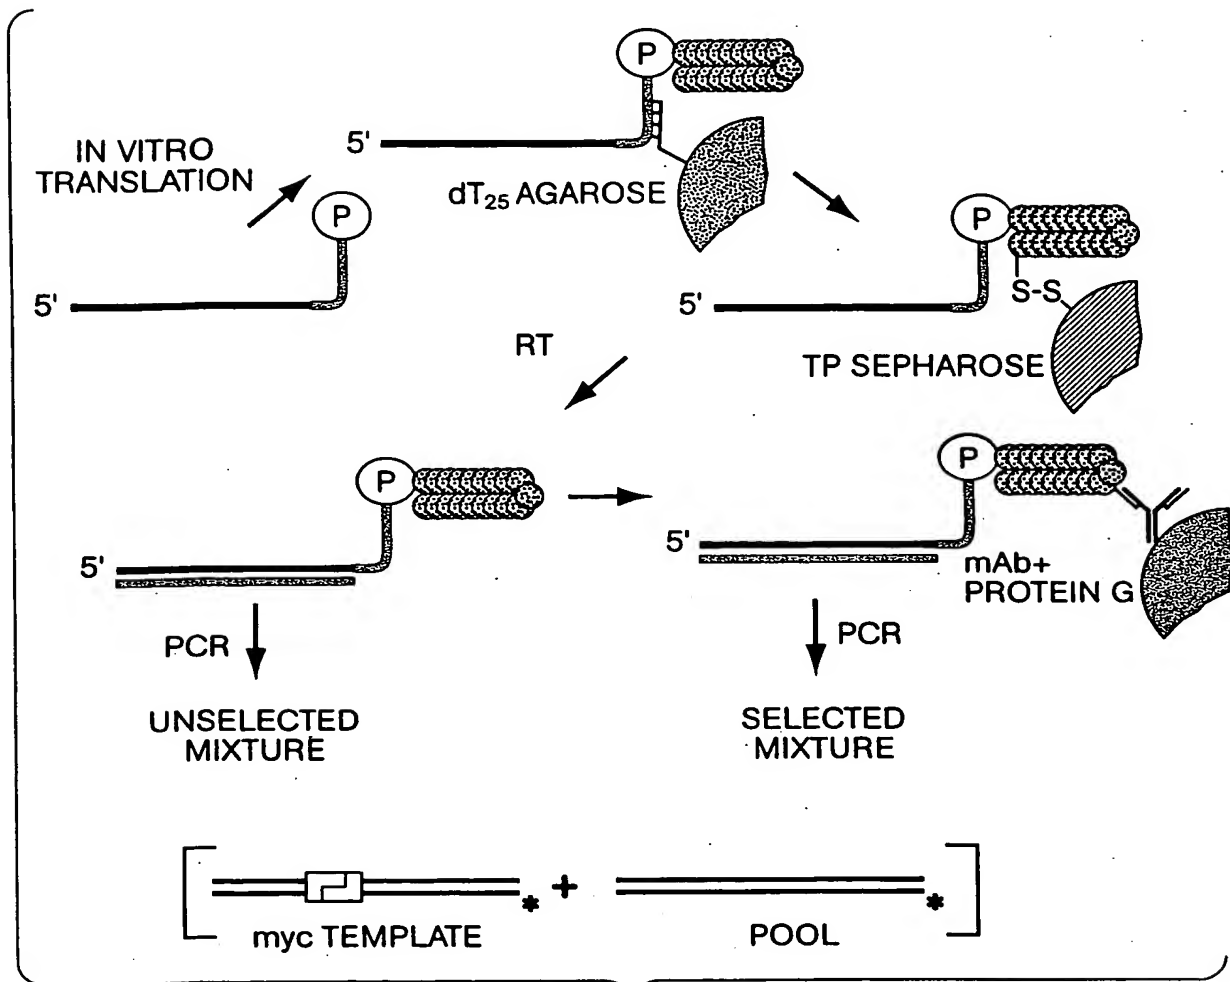 P
5'
IN VITRO
TRANSLATION
dT₂₅ AGAROSE
P
5'
P
5'
S-S
TP SEPHAROSE
RT
P
5'
P
5'
mAb+
PROTEIN G
PCR
PCR
UNSELECTED
MIXTURE
SELECTED
MIXTURE
* + *
myc TEMPLATE
POOL